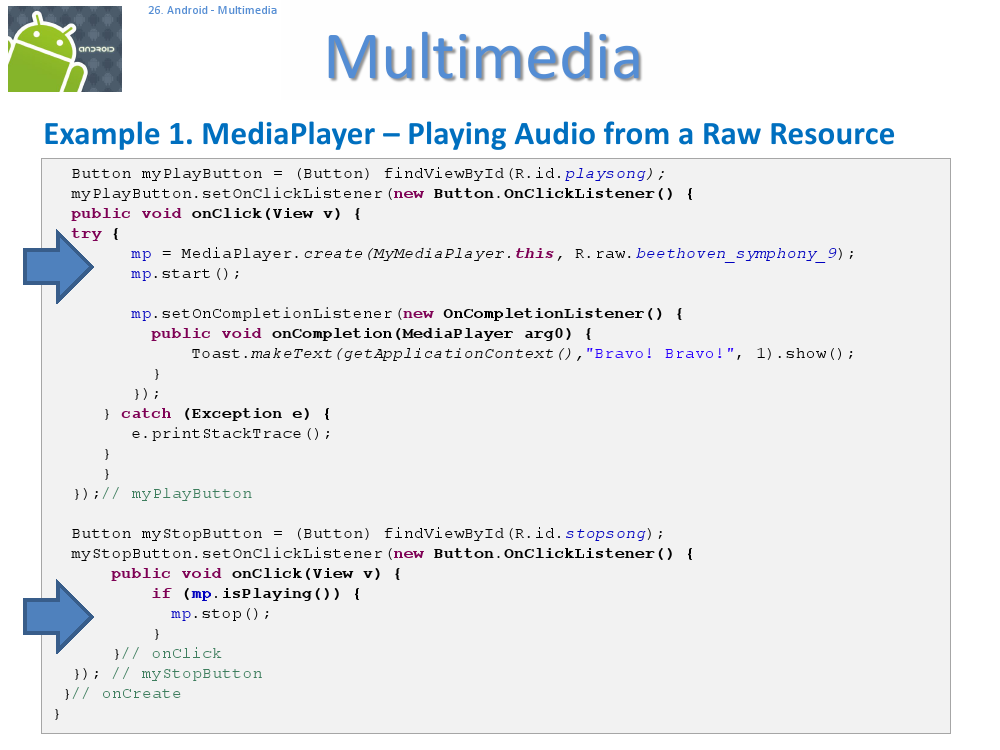 26. Android - Multimedia
ANDROID
Multimedia
Example 1. MediaPlayer – Playing Audio from a Raw Resource
Button myPlayButton = (Button) findViewById(R.id.playsong);
myPlayButton.setOnClickListener(new Button.OnClickListener() {
public void onClick(View v) {
try {
mp = MediaPlayer.create(MyMediaPlayer.this, R.raw.beethoven_symphony_9);
mp.start();
mp.setOnCompletionListener(new OnCompletionListener() {
public void onCompletion(MediaPlayer arg0) {
Toast.makeText(getApplicationContext(),"Bravo! Bravo!", 1).show();
}
});
} catch (Exception e) {
e.printStackTrace();
}
}
});// myPlayButton
Button myStopButton = (Button) findViewById(R.id.stopsong);
myStopButton.setOnClickListener(new Button.OnClickListener() {
public void onClick(View v) {
if (mp.isPlaying()) {
mp.stop();
}
}// onClick
}); // myStopButton
}// onCreate
}